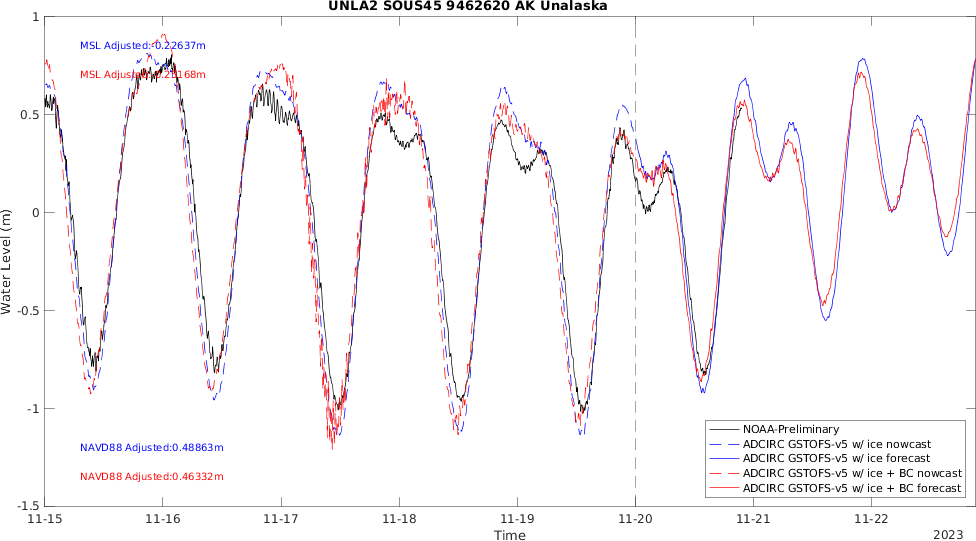 UNLA2 SOUS45 9462620 AK Unalaska
1
0.5
0
-0.5
-1
-1.5
Water Level (m)
MSL Adjusted:-0.22637m
MSL Adjusted:
NAVD88 Adjusted:0.48863m
NAVD88 Adjusted:0.46332m
NOAA-Preliminary
ADCIRC GSTOFS-v5 w/ ice nowcast
ADCIRC GSTOFS-v5 w/ ice forecast
ADCIRC GSTOFS-v5 w/ ice + BC nowcast
ADCIRC GSTOFS-v5 w/ ice + BC forecast
11-15 11-16 11-17 11-18 11-19 11-20 11-21 11-22
Time
2023